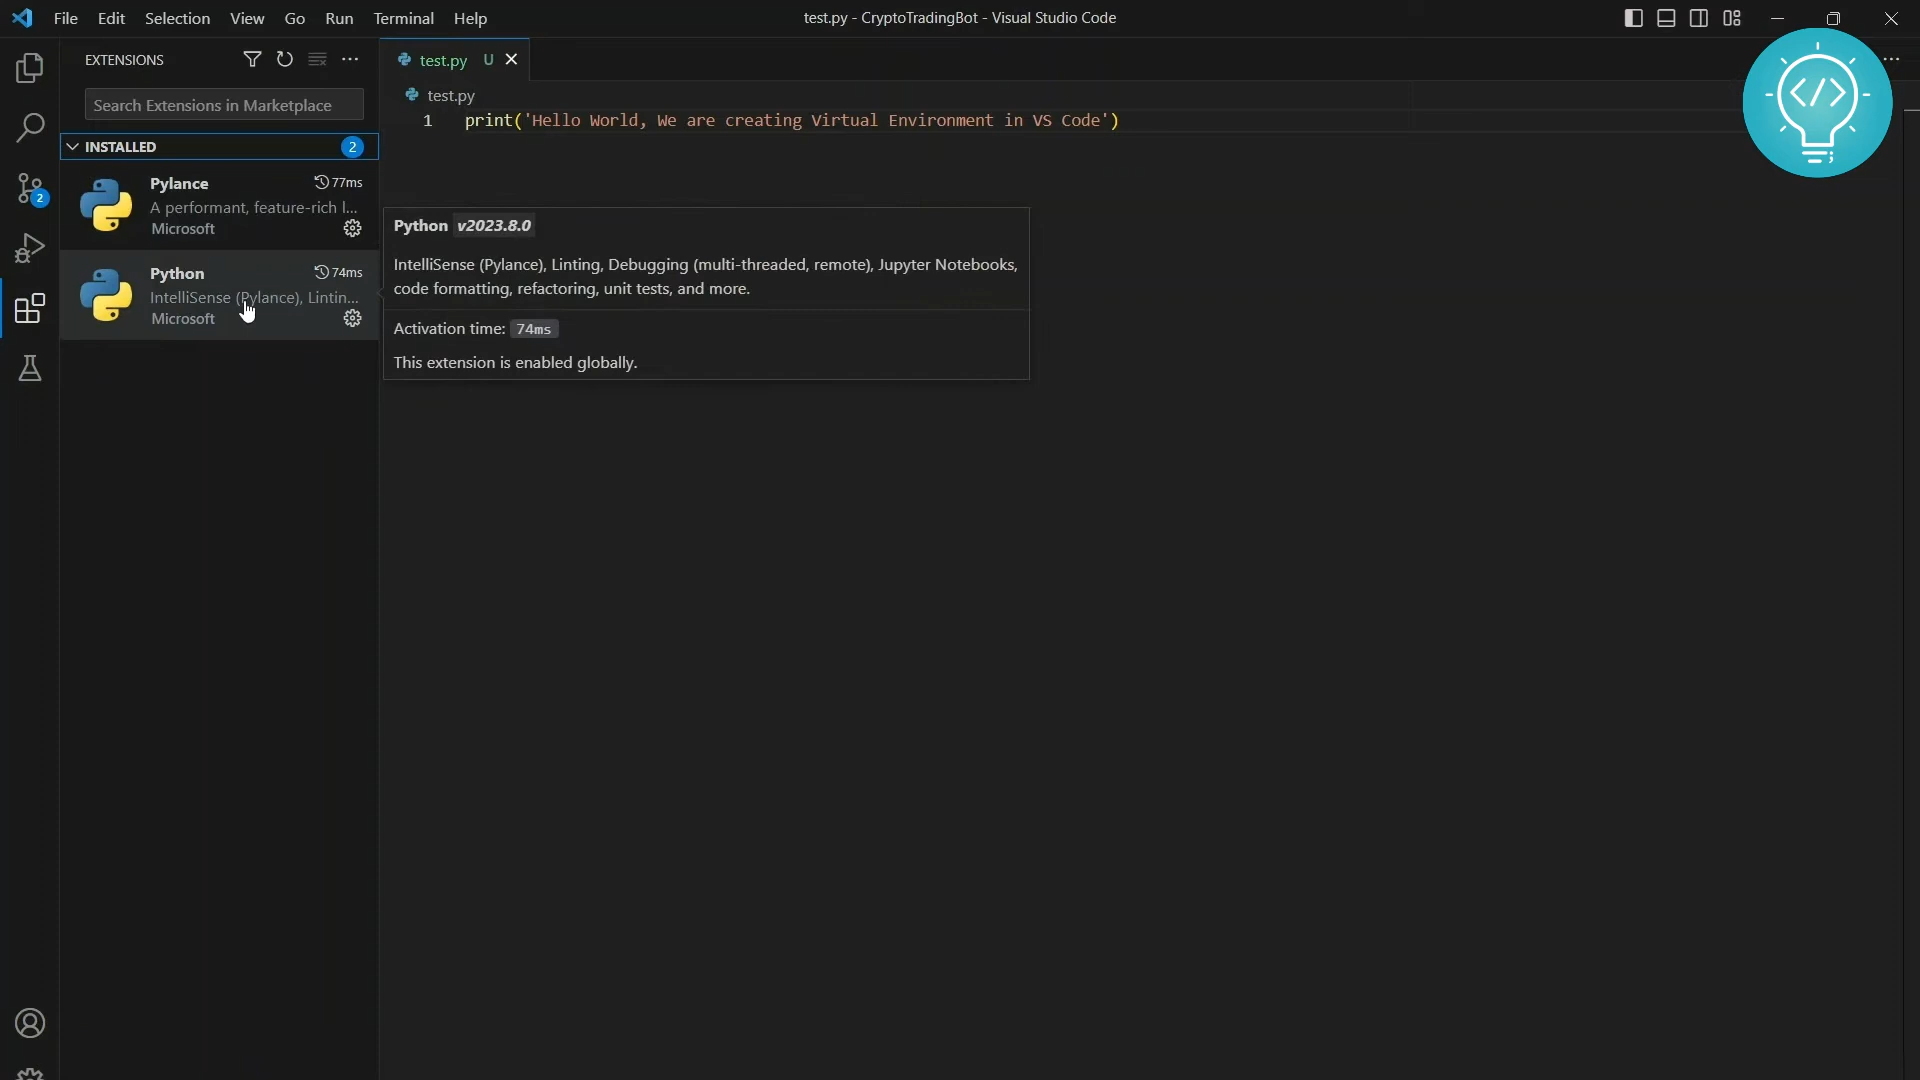 File Edit Selection View Go Run Terminal Help
test.py - CryptoTradingBot - Visual Studio Code
EXTENSIONS
test.py U
Search Extensions in Marketplace
test.py
1 print('Hello World, We are creating Virtual Environment in VS Code')
INSTALLED 2
Pylance 77ms
A performant, feature-rich l...
Microsoft
2
Python 74ms
IntelliSense (Pylance), Lintin...
Microsoft
Python v2023.8.0
IntelliSense (Pylance), Linting, Debugging (multi-threaded, remote), Jupyter Notebooks,
code formatting, refactoring, unit tests, and more.
Activation time: 74ms
This extension is enabled globally.